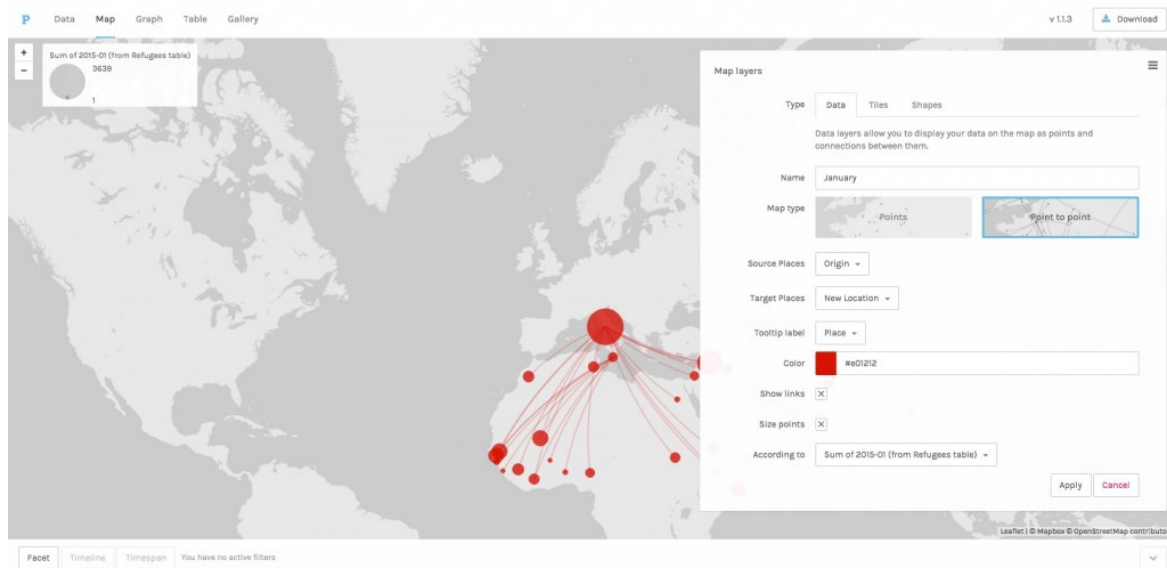 P Data Map Graph Table Gallery v 1.1.3 Download
+
−
Sum of 2015-01 (from Refugees table)
3639
1
Map layers
Type Data Tiles Shapes
Data layers allow you to display your data on the map as points and
connections between them.
Name January
Map type Points Point to point
Source Places Origin
Target Places New Location
Tooltip label Place
Color #e01212
Show links
Size points
According to Sum of 2015-01 (from Refugees table)
Apply Cancel
Leaflet | © Mapbox © OpenStreetMap contributo
Facet Timeline Timespan You have no active filters